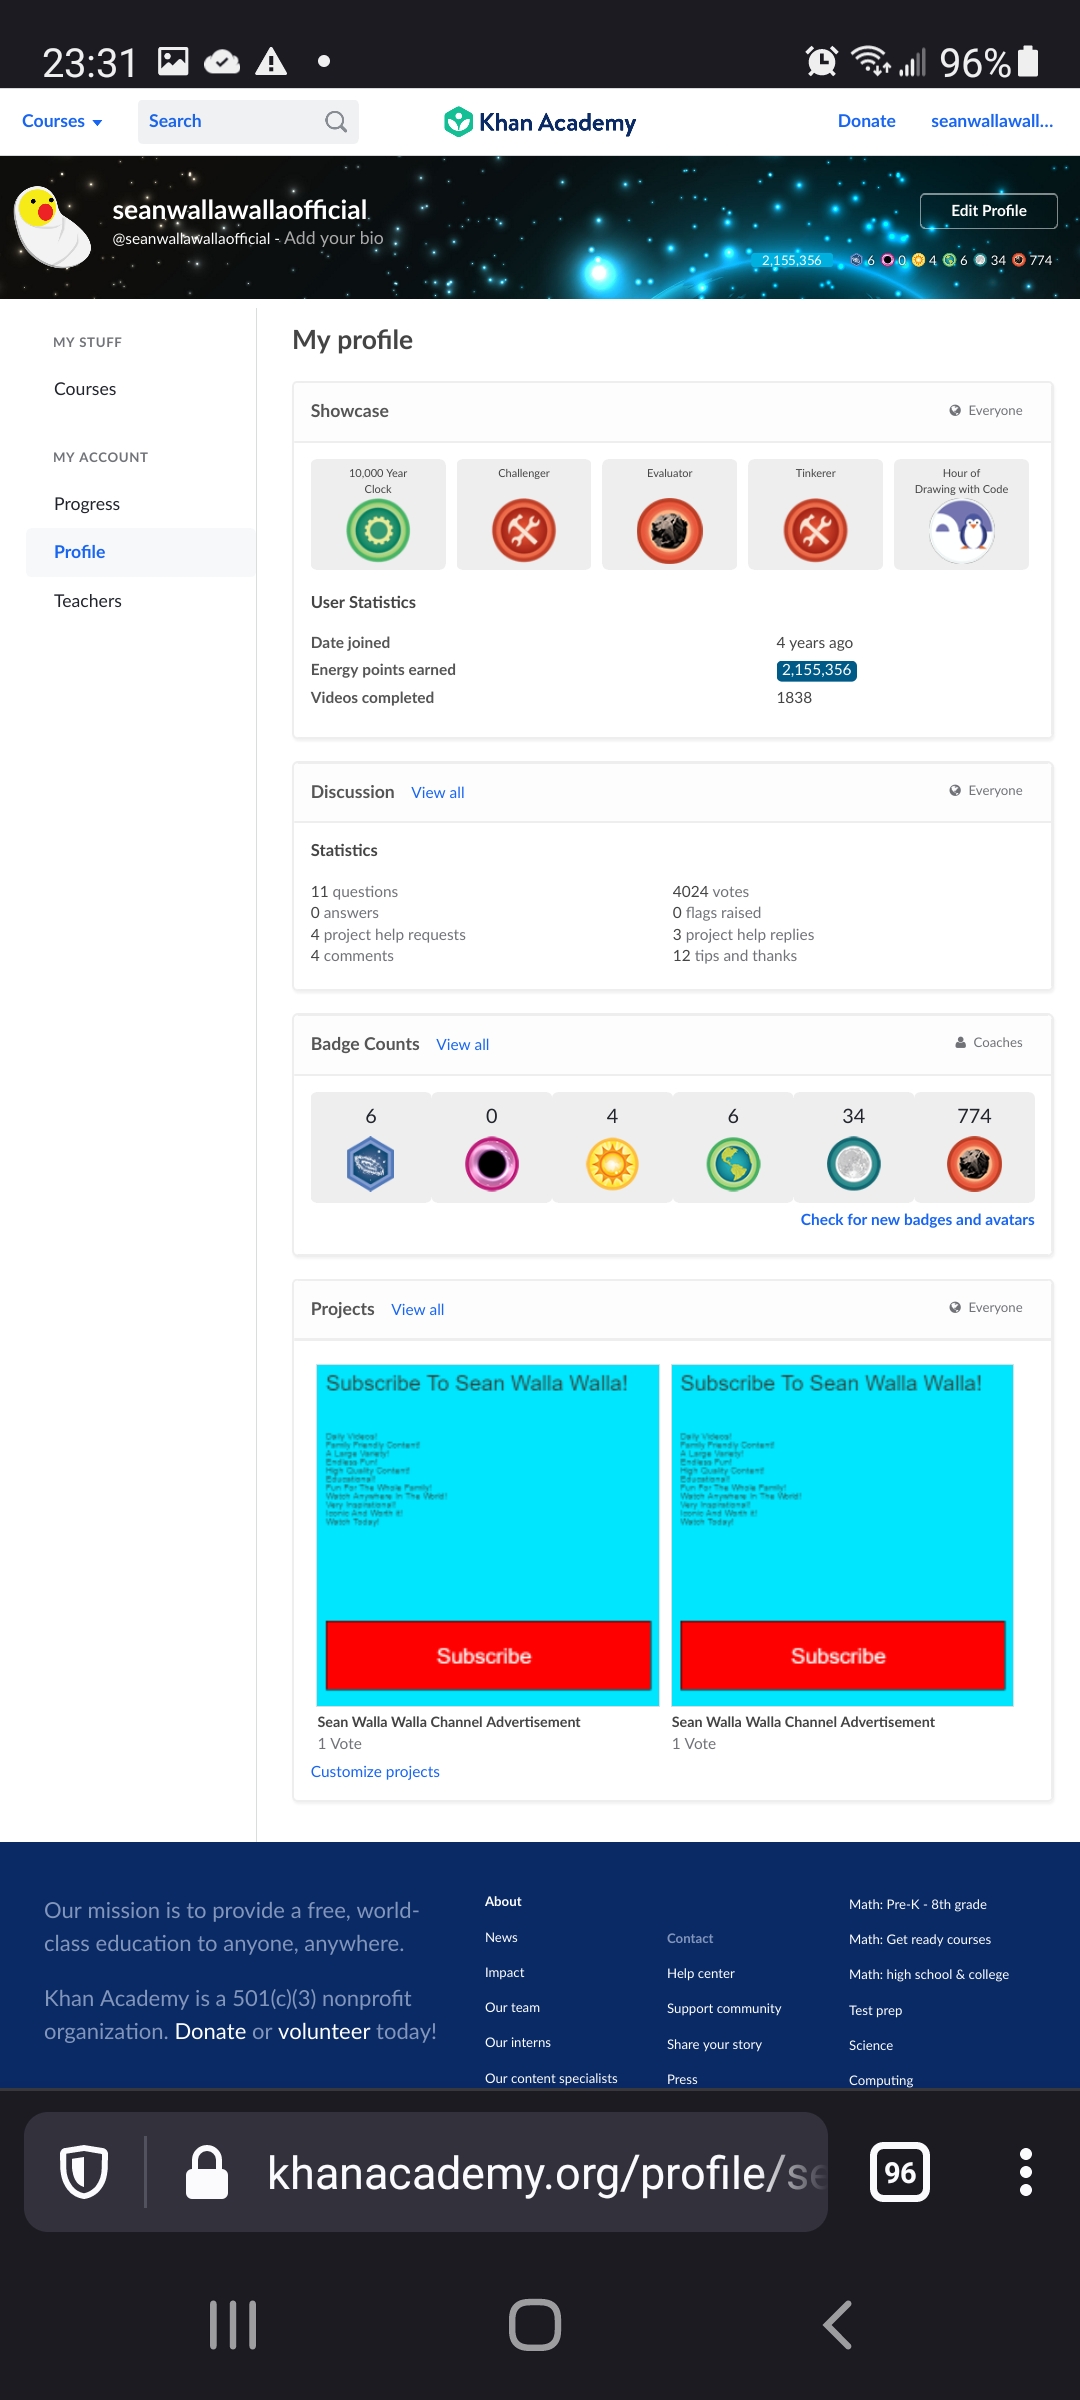 23:31
96%
Courses
Search
Khan Academy
Donate
seanwallawall...
seanwallawallaofficial
@seanwallawallaofficial - Add your bio
Edit Profile
2,155,356 6 0 4 6 34 774
MY STUFF
Courses
MY ACCOUNT
Progress
Profile
Teachers
My profile
Showcase
Everyone
10,000 Year
Clock
Challenger
Evaluator
Tinkerer
Hour of
Drawing with Code
User Statistics
Date joined 4 years ago
Energy points earned 2,155,356
Videos completed 1838
Discussion View all
Everyone
Statistics
11 questions
0 answers
4 project help requests
4 comments
4024 votes
0 flags raised
3 project help replies
12 tips and thanks
Badge Counts View all
Coaches
6 0 4 6 34 774
Check for new badges and avatars
Projects View all
Everyone
Subscribe To Sean Walla Walla!
Daily Videos!
Family Friendly Content!
A Large Variety!
Endless Fun!
High Quality Content!
Educational!
Fun For The Whole Family!
Watch Anywhere In The World!
Very Inspirational!
Iconic And Worth It!
Watch Today!
Subscribe
Sean Walla Walla Channel Advertisement
1 Vote
Subscribe To Sean Walla Walla!
Daily Videos!
Family Friendly Content!
A Large Variety!
Endless Fun!
High Quality Content!
Educational!
Fun For The Whole Family!
Watch Anywhere In The World!
Very Inspirational!
Iconic And Worth It!
Watch Today!
Subscribe
Sean Walla Walla Channel Advertisement
1 Vote
Customize projects
Our mission is to provide a free, world-
class education to anyone, anywhere.
Khan Academy is a 501(c)(3) nonprofit
organization. Donate or volunteer today!
About
News
Impact
Our team
Our interns
Our content specialists
Contact
Help center
Support community
Share your story
Press
Math: Pre-K - 8th grade
Math: Get ready courses
Math: high school & college
Test prep
Science
Computing
khanacademy.org/profile/se
96